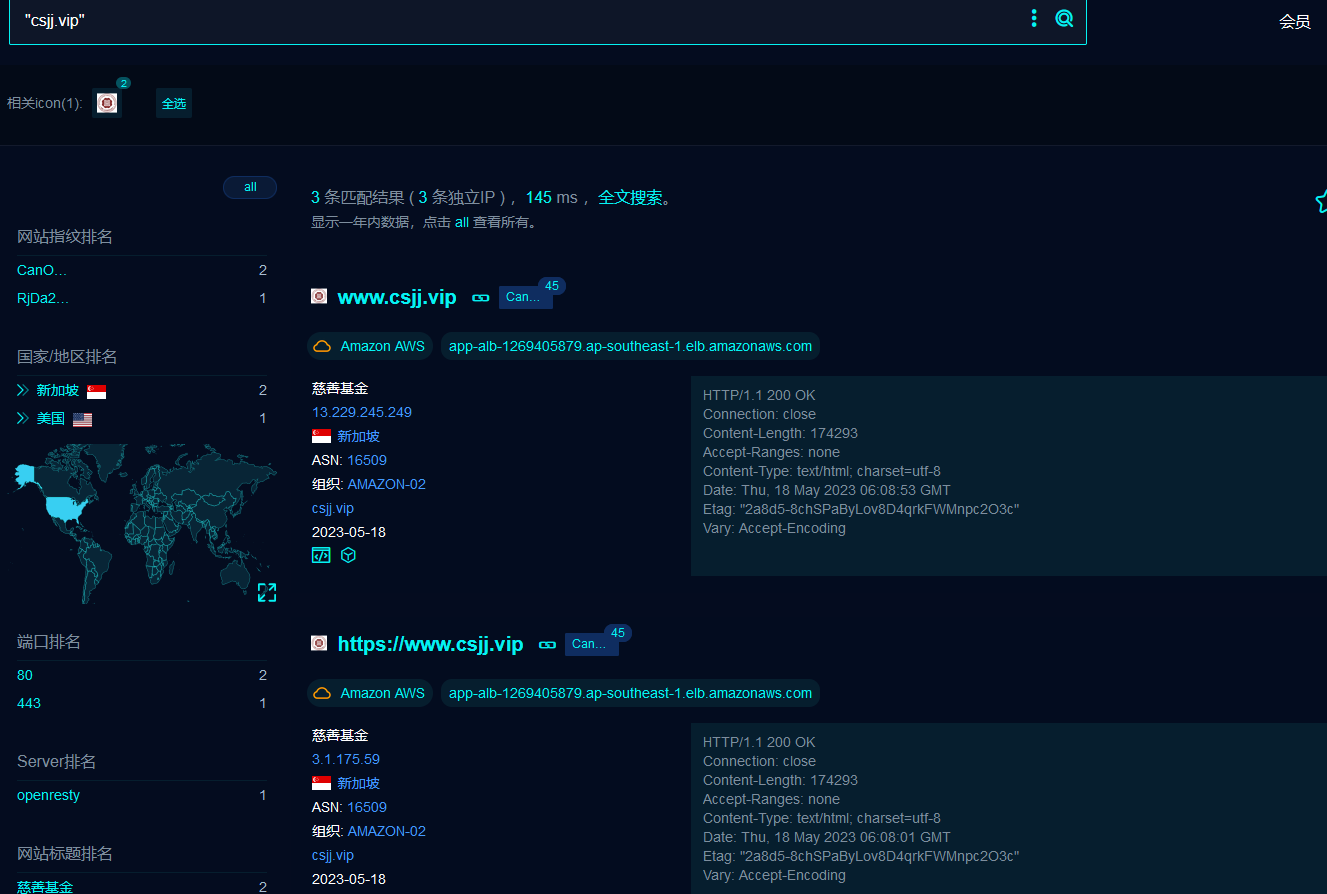 "csjj.vip"
会员
相关icon(1):
2
全选
all
3 条匹配结果 ( 3 条独立IP ) ，145 ms ，全文搜索。
显示一年内数据，点击 all 查看所有。
网站指纹排名
CanO... 2
RjDa2... 1
国家/地区排名
新加坡 2
美国 1
端口排名
80 2
443 1
Server排名
openresty 1
网站标题排名
慈善基金 2
www.csjj.vip Can... 45
Amazon AWS app-alb-1269405879.ap-southeast-1.elb.amazonaws.com
慈善基金
13.229.245.249
新加坡
ASN: 16509
组织: AMAZON-02
csjj.vip
2023-05-18
HTTP/1.1 200 OK
Connection: close
Content-Length: 174293
Accept-Ranges: none
Content-Type: text/html; charset=utf-8
Date: Thu, 18 May 2023 06:08:53 GMT
Etag: "2a8d5-8chSPaByLov8D4qrkFWMnpc2O3c"
Vary: Accept-Encoding
https://www.csjj.vip Can... 45
Amazon AWS app-alb-1269405879.ap-southeast-1.elb.amazonaws.com
慈善基金
3.1.175.59
新加坡
ASN: 16509
组织: AMAZON-02
csjj.vip
2023-05-18
HTTP/1.1 200 OK
Connection: close
Content-Length: 174293
Accept-Ranges: none
Content-Type: text/html; charset=utf-8
Date: Thu, 18 May 2023 06:08:01 GMT
Etag: "2a8d5-8chSPaByLov8D4qrkFWMnpc2O3c"
Vary: Accept-Encoding